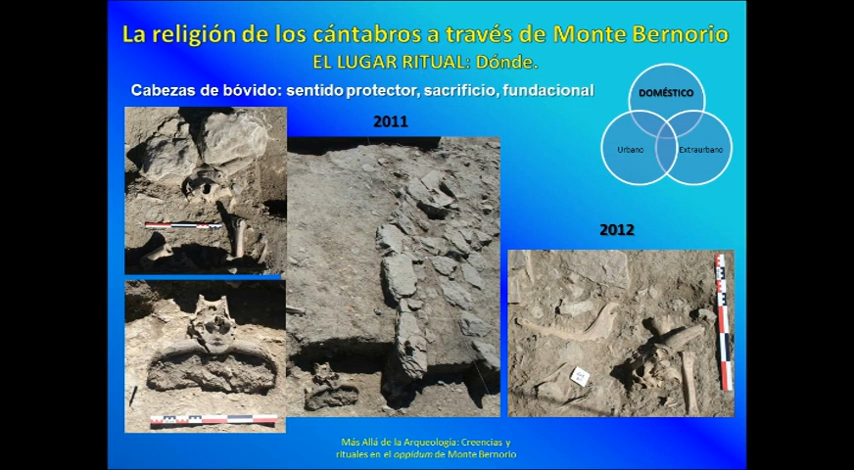 La religión de los cántabros a través de Monte Bernorio
EL LUGAR RITUAL: Dónde.
Cabezas de bóvido: sentido protector, sacrificio, fundacional
DOMÉSTICO
Urbano
Extraurbano
2011
2012
Más Allá de la Arqueología: Creencias y
rituales en el oppidum de Monte Bernorio